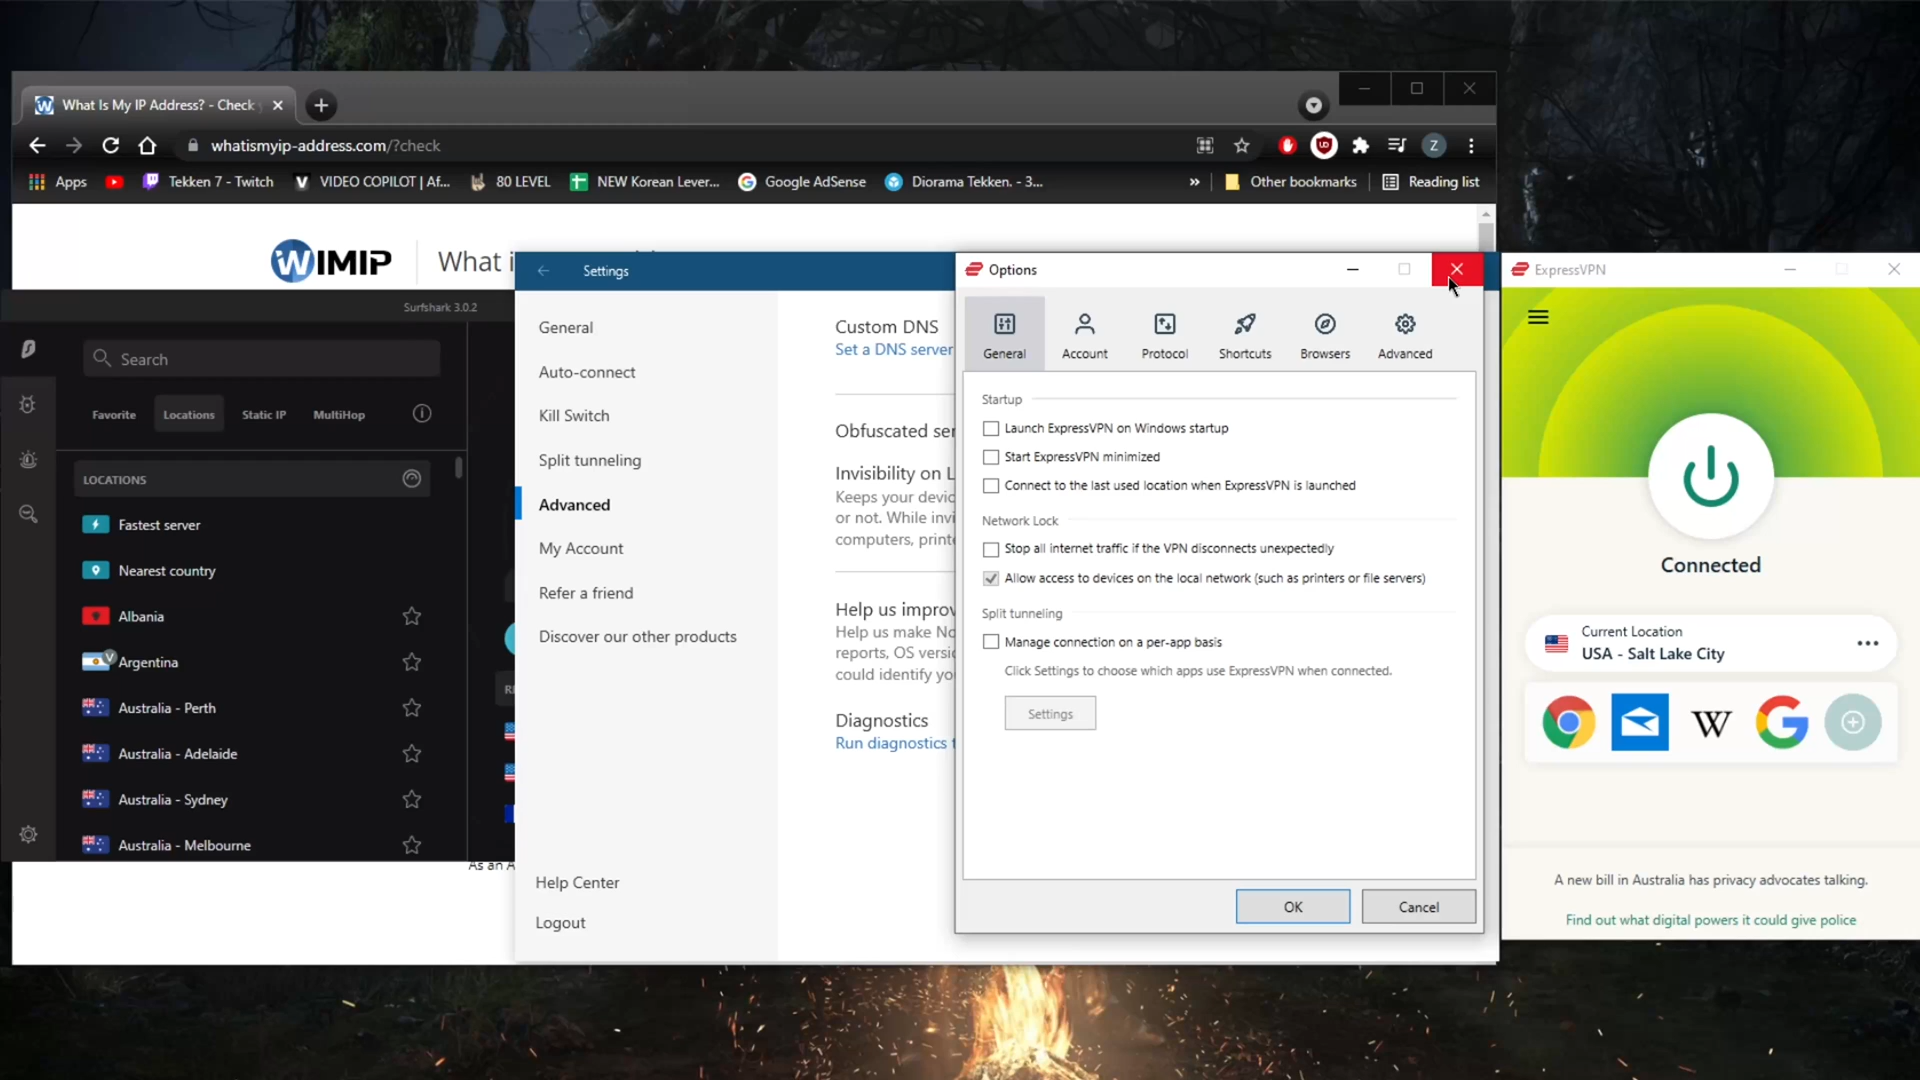 What Is My IP Address? - Check
whatismyip-address.com/?check
Apps
Tekken 7 - Twitch
VIDEO COPILOT | Af...
80 LEVEL
NEW Korean Lever...
Google AdSense
Diorama Tekken. - 3...
»
Other bookmarks
Reading list
WIMIP
What i
Surfshark 3.0.2
Search
Favorite
Locations
Static IP
MultiHop
LOCATIONS
Fastest server
Nearest country
Albania
Argentina
Australia - Perth
Australia - Adelaide
Australia - Sydney
Australia - Melbourne
As an A
Settings
General
Auto-connect
Kill Switch
Split tunneling
Advanced
My Account
Refer a friend
Discover our other products
Help Center
Logout
Custom DNS
Set a DNS server
Obfuscated ser
Invisibility on L
Keeps your devic
or not. While invi
computers, printe
Help us improv
Help us make No
reports, OS versio
could identify yo
Diagnostics
Run diagnostics t
Options
General
Account
Protocol
Shortcuts
Browsers
Advanced
Startup
Launch ExpressVPN on Windows startup
Start ExpressVPN minimized
Connect to the last used location when ExpressVPN is launched
Network Lock
Stop all internet traffic if the VPN disconnects unexpectedly
Allow access to devices on the local network (such as printers or file servers)
Split tunneling
Manage connection on a per-app basis
Click Settings to choose which apps use ExpressVPN when connected.
Settings
OK
Cancel
ExpressVPN
Connected
Current Location
USA - Salt Lake City
A new bill in Australia has privacy advocates talking.
Find out what digital powers it could give police